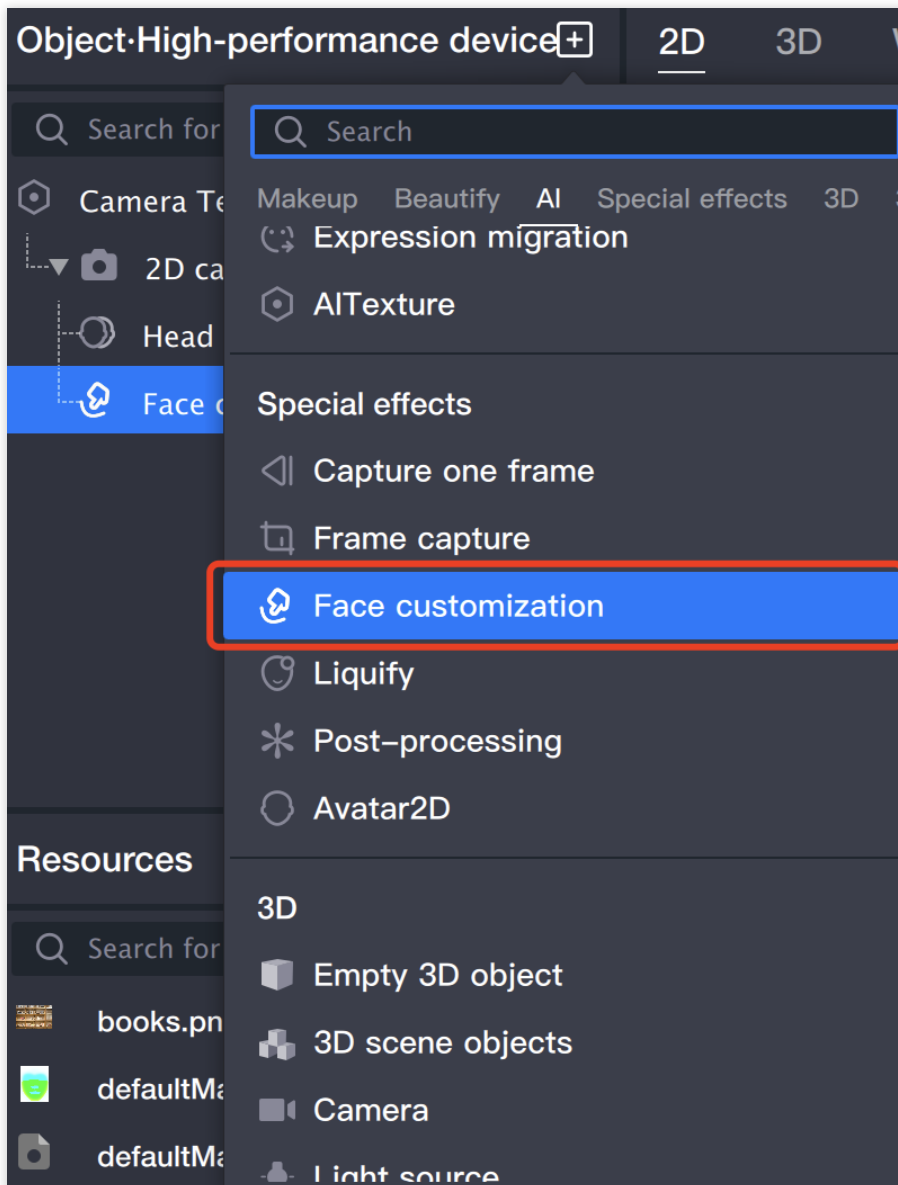 Object·High-performance device
2D
3D
Search for
Search
Makeup
Beautify
AI
Special effects
3D
Camera Te
Expression migration
2D ca
AITexture
Head
Face c
Special effects
Capture one frame
Frame capture
Face customization
Liquify
Post-processing
Avatar2D
Resources
3D
Search for
Empty 3D object
books.pn
3D scene objects
defaultMa
Camera
defaultMa
Light source